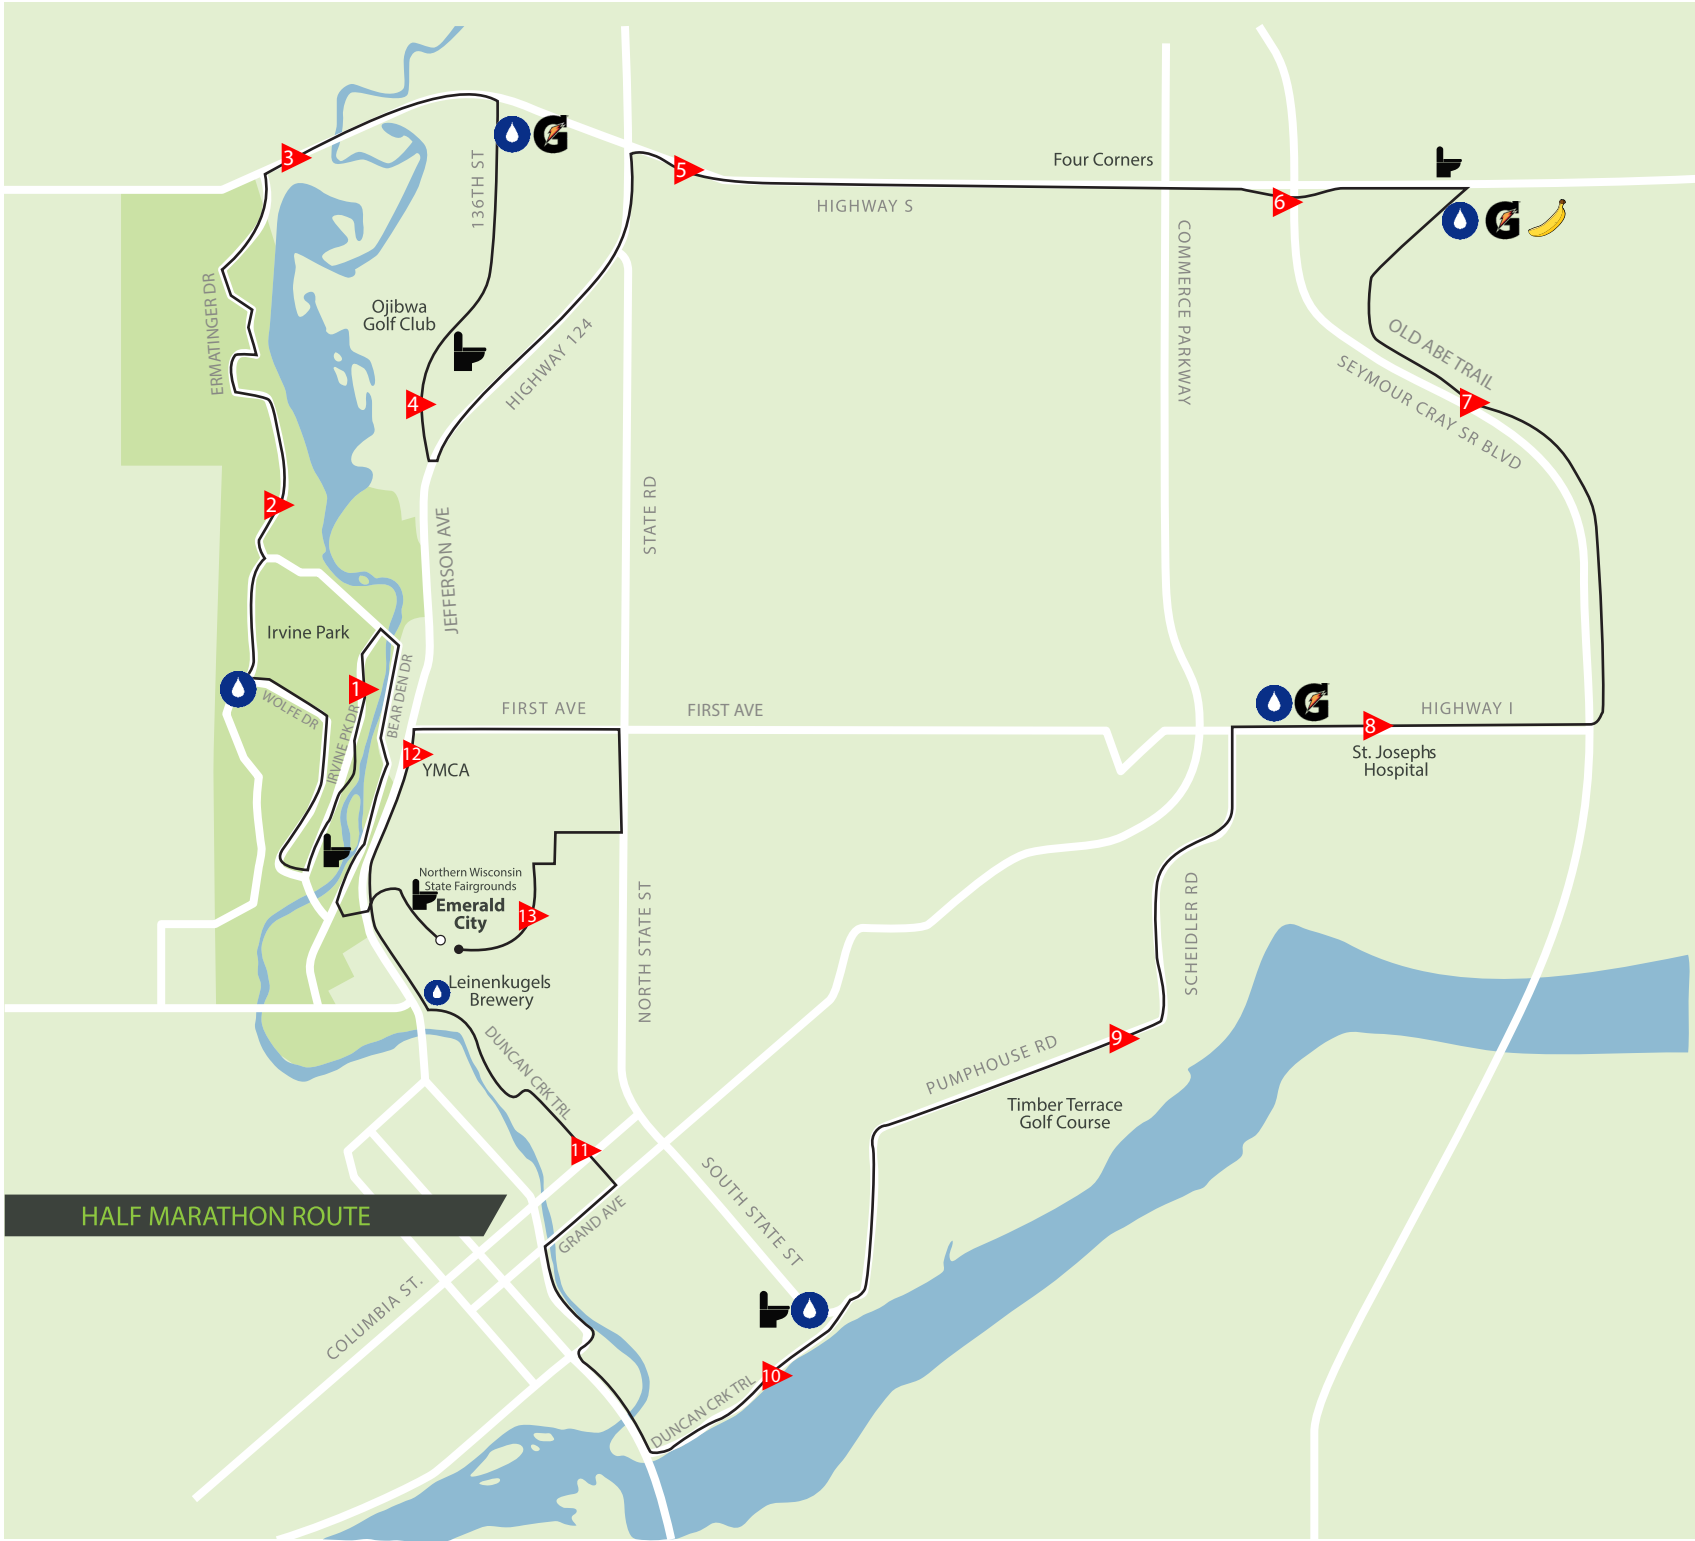 3
136TH ST
G
5
Four Corners
HIGHWAY S
6
G
COMMERCE PARKWAY
ERMATINGER DR
Ojibwa
Golf Club
HIGHWAY 124
4
OLD ABE TRAIL
SEYMOUR CRAY SR BLVD
7
2
JEFFERSON AVE
STATE RD
Irvine Park
WOLFE DR
1
IRVINE PK DR
BEAR DEN DR
FIRST AVE
FIRST AVE
G
8
HIGHWAY I
St. Josephs
Hospital
12
YMCA
Northern Wisconsin
State Fairgrounds
Emerald
City
13
NORTH STATE ST
SCHEIDLER RD
Leinenkugels
Brewery
DUNCAN CRK TRL
9
PUMPHOUSE RD
Timber Terrace
Golf Course
11
SOUTH STATE ST
HALF MARATHON ROUTE
GRAND AVE
COLUMBIA ST.
10
DUNCAN CRK TRL